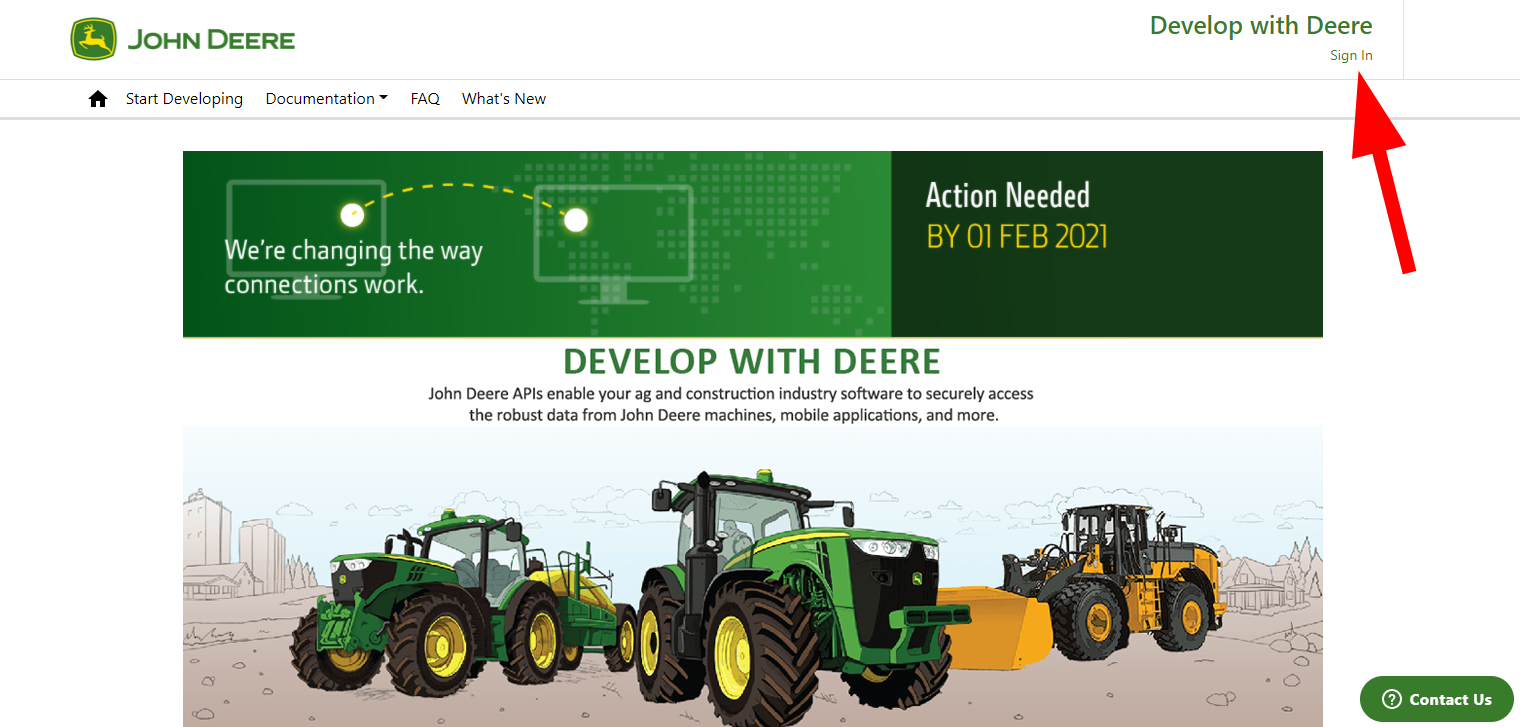 JOHN DEERE
Develop with Deere
Sign In
Start Developing Documentation FAQ What's New
We're changing the way
connections work.
Action Needed
BY 01 FEB 2021
DEVELOP WITH DEERE
John Deere APIs enable your ag and construction industry software to securely access
the robust data from John Deere machines, mobile applications, and more.
? Contact Us